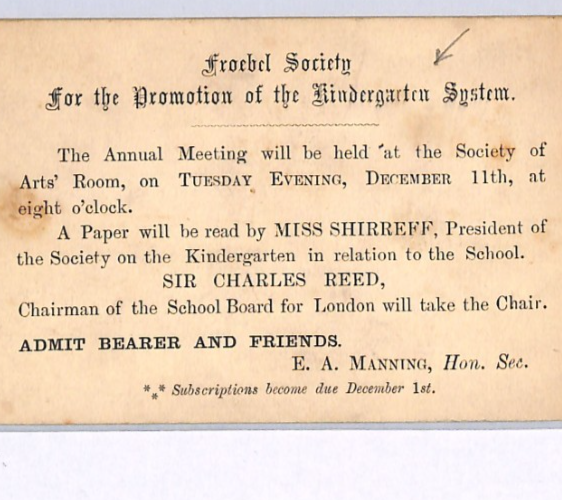 Froebel Society
For the Promotion of the Kindergarten System.
The Annual Meeting will be held at the Society of
Arts' Room, on TUESDAY EVENING, DECEMBER 11th, at
eight o'clock.
A Paper will be read by MISS SHIRREFF, President of
the Society on the Kindergarten in relation to the School.
SIR CHARLES REED,
Chairman of the School Board for London will take the Chair.
ADMIT BEARER AND FRIENDS.
E. A. MANNING, Hon. Sec.
*** Subscriptions become due December 1st.